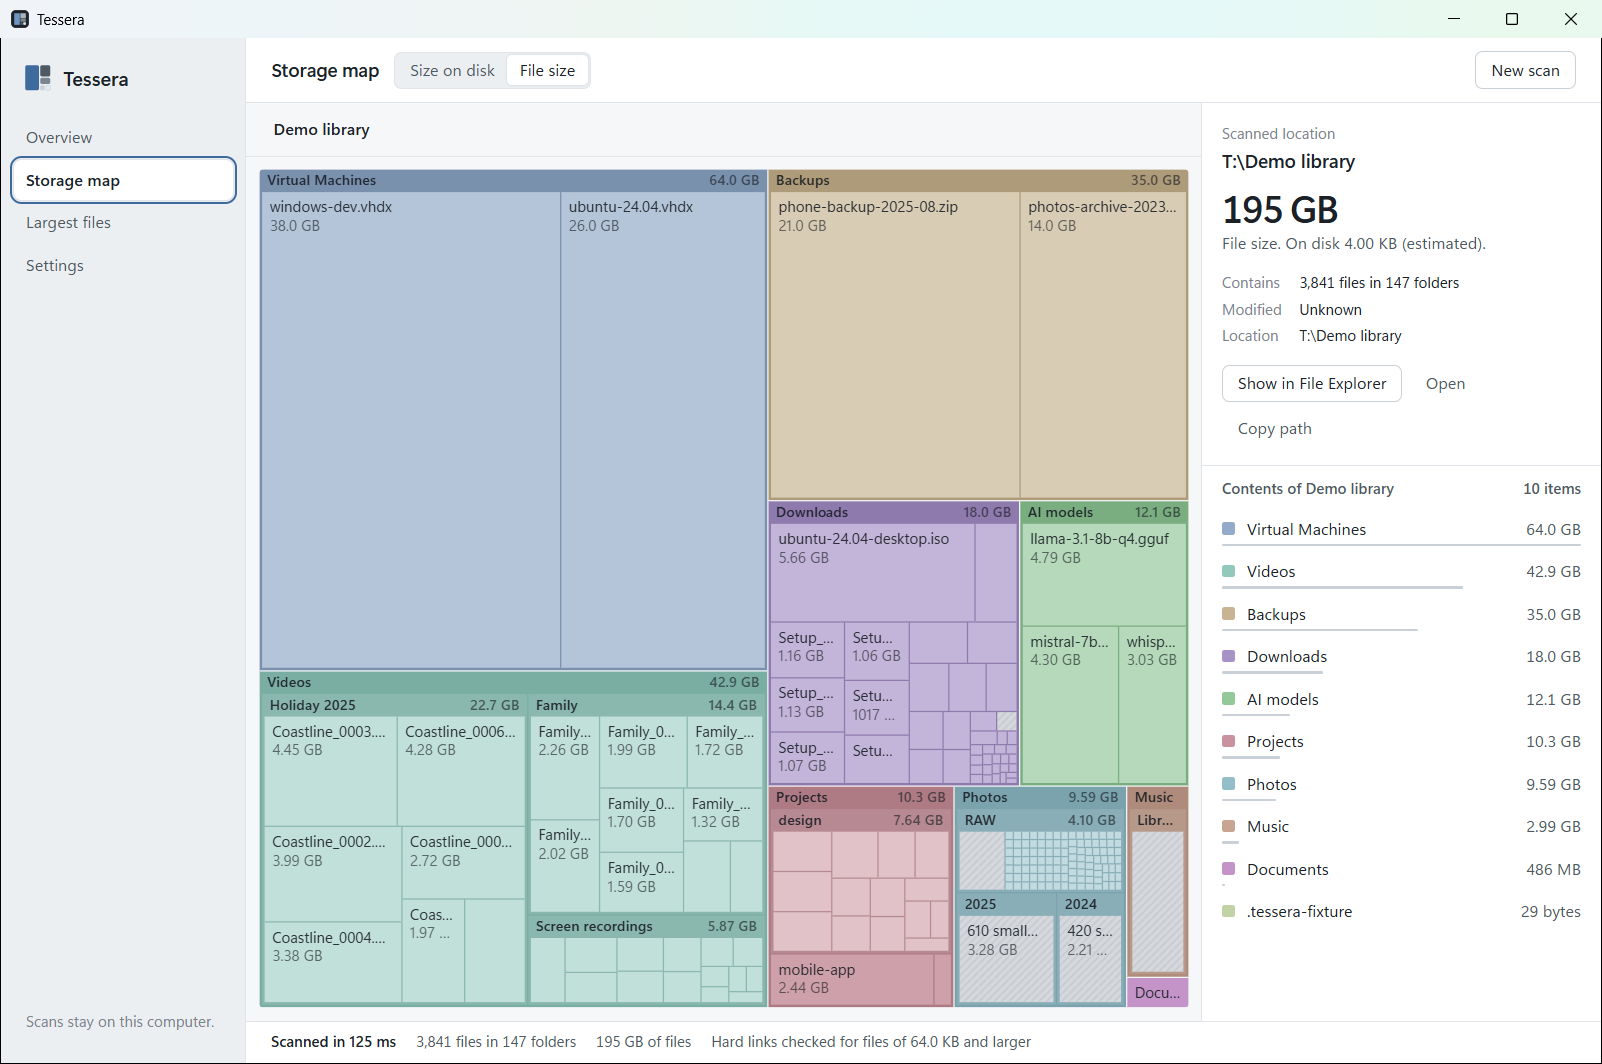 Tessera
Tessera
Overview
Storage map
Largest files
Settings
Scans stay on this computer.
Storage map
Size on disk
File size
New scan
Demo library
Virtual Machines 64.0 GB
windows-dev.vhdx
38.0 GB
ubuntu-24.04.vhdx
26.0 GB
Backups 35.0 GB
phone-backup-2025-08.zip
21.0 GB
photos-archive-2023...
14.0 GB
Downloads 18.0 GB
ubuntu-24.04-desktop.iso
5.66 GB
Setup_...
1.16 GB
Setu...
1.06 GB
Setup_...
1.13 GB
Setu...
1017 ...
Setup_...
1.07 GB
Setu...
AI models 12.1 GB
llama-3.1-8b-q4.gguf
4.79 GB
mistral-7b...
4.30 GB
whisp...
3.03 GB
Videos 42.9 GB
Holiday 2025 22.7 GB
Coastline_0003....
4.45 GB
Coastline_0006...
4.28 GB
Coastline_0002....
3.99 GB
Coastline_000...
2.72 GB
Coastline_0004....
3.38 GB
Coas...
1.97 ...
Family 14.4 GB
Family...
2.26 GB
Family_0...
1.99 GB
Family_...
1.72 GB
Family_0...
1.70 GB
Family_...
1.32 GB
Family...
2.02 GB
Family_0...
1.59 GB
Screen recordings 5.87 GB
Projects 10.3 GB
design 7.64 GB
mobile-app
2.44 GB
Photos 9.59 GB
RAW 4.10 GB
2025
610 small...
3.28 GB
2024
420 s...
2.21 ...
Music
Libr...
Docu...
Scanned location
T:\Demo library
195 GB
File size. On disk 4.00 KB (estimated).
Contains 3,841 files in 147 folders
Modified Unknown
Location T:\Demo library
Show in File Explorer
Open
Copy path
Contents of Demo library 10 items
Virtual Machines 64.0 GB
Videos 42.9 GB
Backups 35.0 GB
Downloads 18.0 GB
AI models 12.1 GB
Projects 10.3 GB
Photos 9.59 GB
Music 2.99 GB
Documents 486 MB
.tessera-fixture 29 bytes
Scanned in 125 ms 3,841 files in 147 folders 195 GB of files Hard links checked for files of 64.0 KB and larger